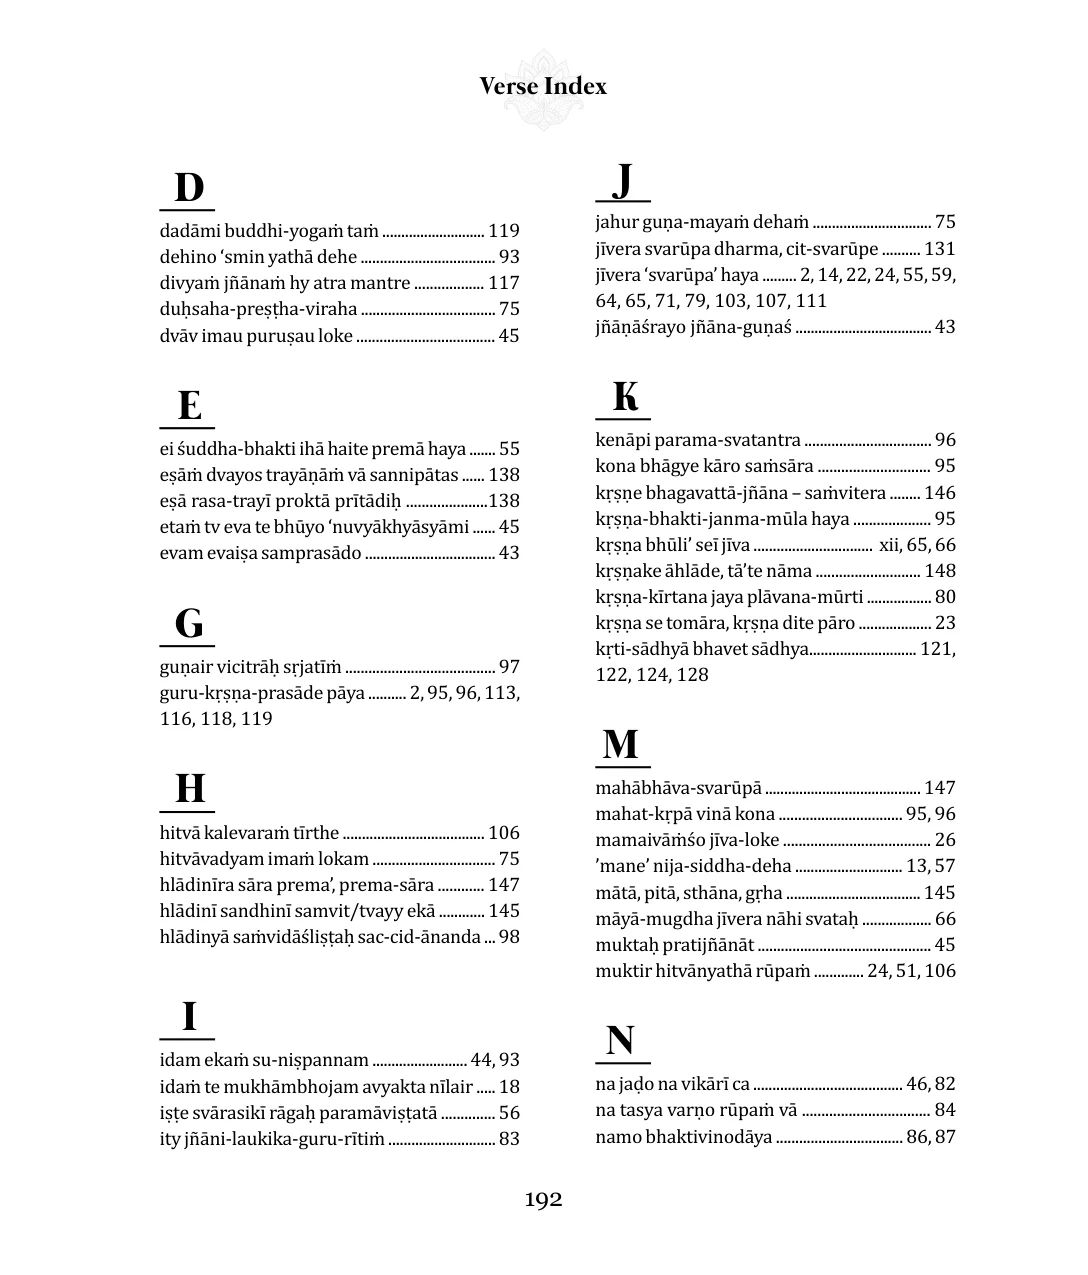 Verse Index
D
dadāmi buddhi-yogaṁ taṁ ........................... 119
dehino ‘smin yathā dehe ................................... 93
divyaṁ jñānaṁ hy atra mantre .................. 117
duḥsaha-preṣṭha-viraha ................................... 75
dvāv imau puruṣau loke .................................... 45
E
ei śuddha-bhakti ihā haite premā haya ....... 55
eṣāṁ dvayos trayāṇāṁ vā sannipātas ...... 138
eṣā rasa-trayī proktā prītādiḥ .....................138
etaṁ tv eva te bhūyo ‘nuvyākhyāsyāmi ...... 45
evam evaiṣa samprasādo .................................. 43
G
guṇair vicitrāḥ sṛjatīṁ ....................................... 97
guru-kṛṣṇa-prasāde pāya .......... 2, 95, 96, 113,
116, 118, 119
H
hitvā kalevaraṁ tīrthe ..................................... 106
hitvāvadyam imaṁ lokam ................................ 75
hlādinīra sāra prema’, prema-sāra ............ 147
hlādinī sandhinī samvit/tvayy ekā ............ 145
hlādinyā saṁvidāśliṣṭaḥ sac-cid-ānanda ... 98
I
idam ekaṁ su-niṣpannam ......................... 44, 93
idaṁ te mukhāmbhojam avyakta nīlair ..... 18
iṣṭe svārasikī rāgaḥ paramāviṣṭatā .............. 56
ity jñāni-laukika-guru-rītiṁ ............................ 83
J
jahur guṇa-mayaṁ dehaṁ ............................... 75
jīvera svarūpa dharma, cit-svarūpe .......... 131
jīvera ‘svarūpa’ haya ......... 2, 14, 22, 24, 55, 59,
64, 65, 71, 79, 103, 107, 111
jñāṇāśrayo jñāna-guṇaś ................................... 43
K
kenāpi parama-svatantra ................................. 96
kona bhāgye kāro saṁsāra ............................. 95
kṛṣṇe bhagavattā-jñāna – saṁvitera ........ 146
kṛṣṇa-bhakti-janma-mūla haya .................... 95
kṛṣṇa bhūli’ seī jīva ............................... xii, 65, 66
kṛṣṇake āhlāde, tā’te nāma ........................... 148
kṛṣṇa-kīrtana jaya plāvana-mūrti ................. 80
kṛṣṇa se tomāra, kṛṣṇa dite pāro ................... 23
kṛti-sādhyā bhavet sādhya............................ 121,
122, 124, 128
M
mahābhāva-svarūpā ........................................ 147
mahat-kṛpā vinā kona ................................ 95, 96
mamaivāṁśo jīva-loke ...................................... 26
’mane’ nija-siddha-deha ............................ 13, 57
mātā, pitā, sthāna, gṛha ................................... 145
māyā-mugdha jīvera nāhi svataḥ .................. 66
muktaḥ pratijñānāt ............................................. 45
muktir hitvānyathā rūpaṁ ............. 24, 51, 106
N
na jaḍo na vikārī ca ....................................... 46, 82
na tasya varṇo rūpaṁ vā ................................. 84
namo bhaktivinodāya ................................. 86, 87
192